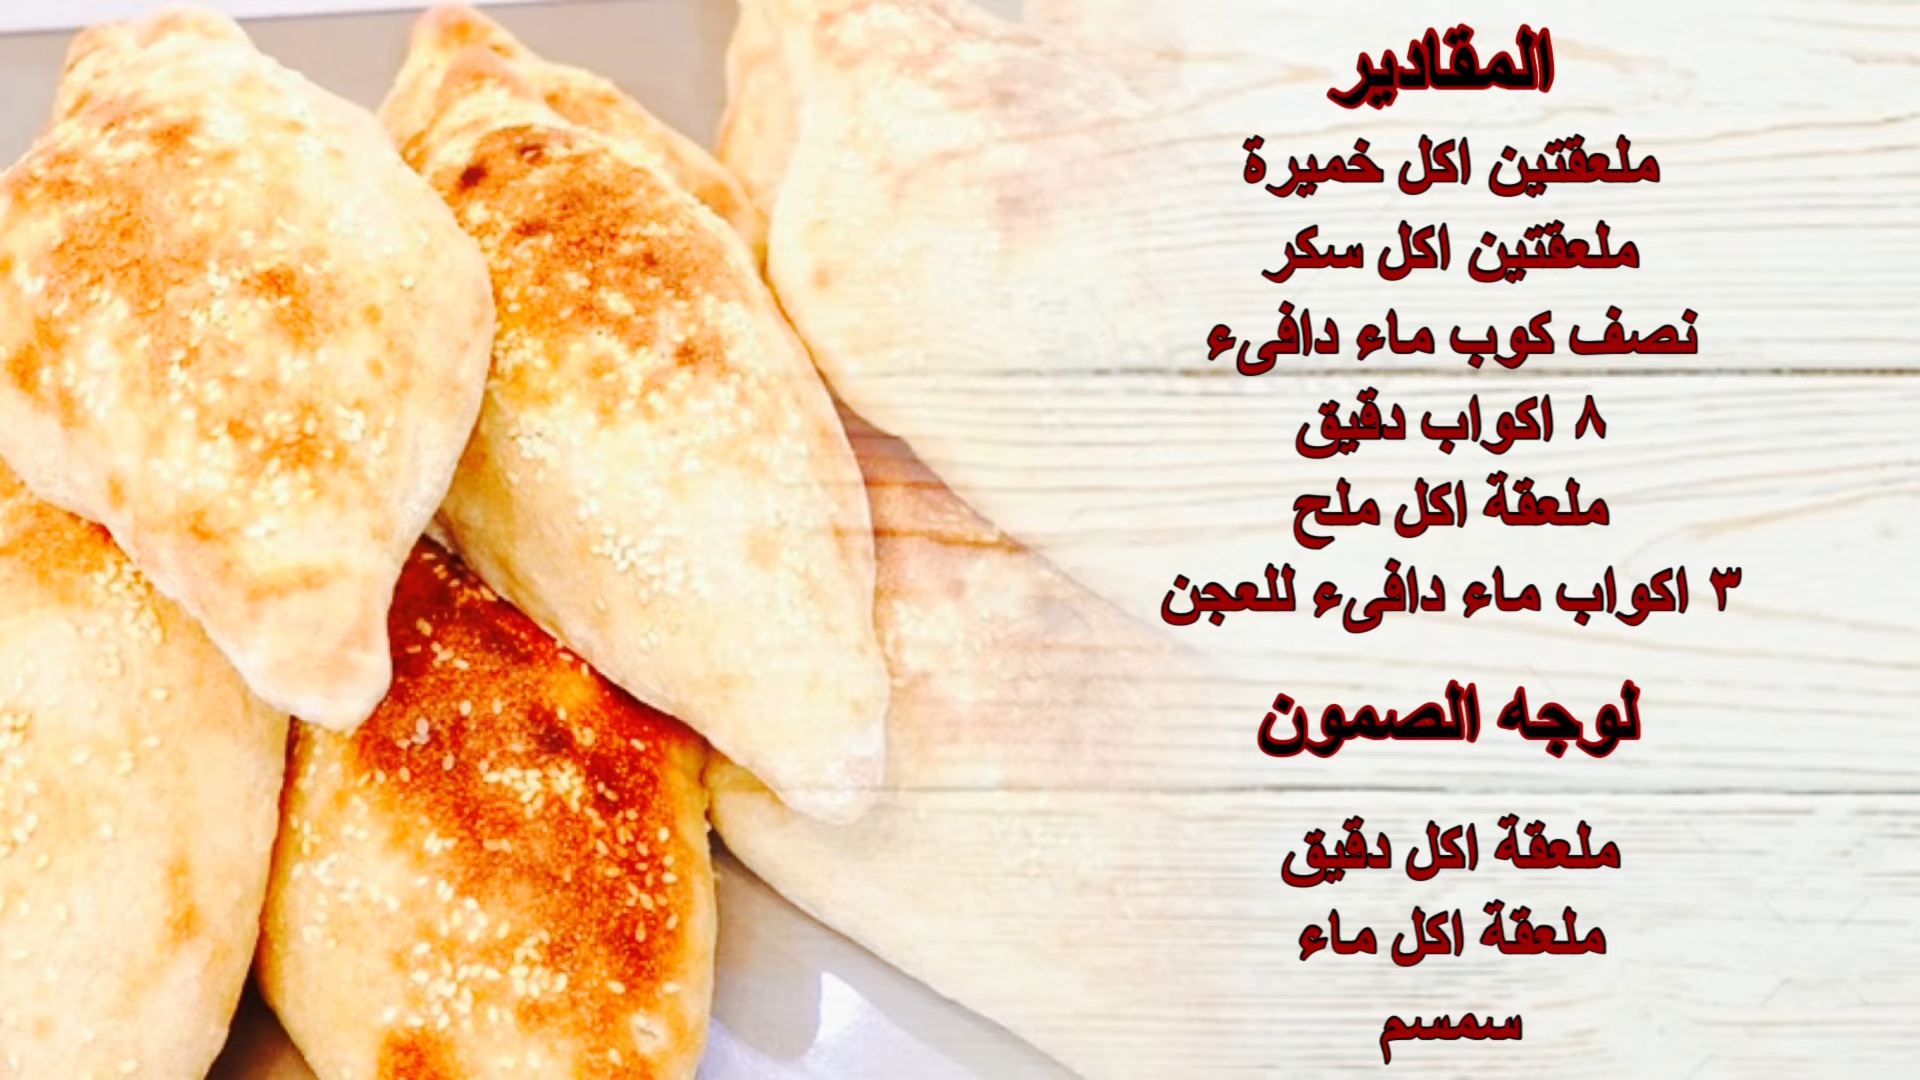 المقادير
ملعقتين اكل خميرة
ملعقتين اكل سكر
نصف كوب ماء دافىء
٨ اكواب دقيق
ملعقة اكل ملح
٣ اكواب ماء دافىء للعجن
لوجه الصمون
ملعقة اكل دقيق
ملعقة اكل ماء
سمسم